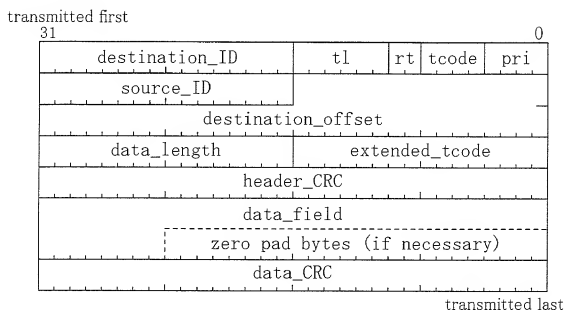 transmitted first
31 0
destination_ID tl rt tcode pri
source_ID
destination_offset
data_length extended_tcode
header_CRC
data_field
zero pad bytes (if necessary)
data_CRC
transmitted last